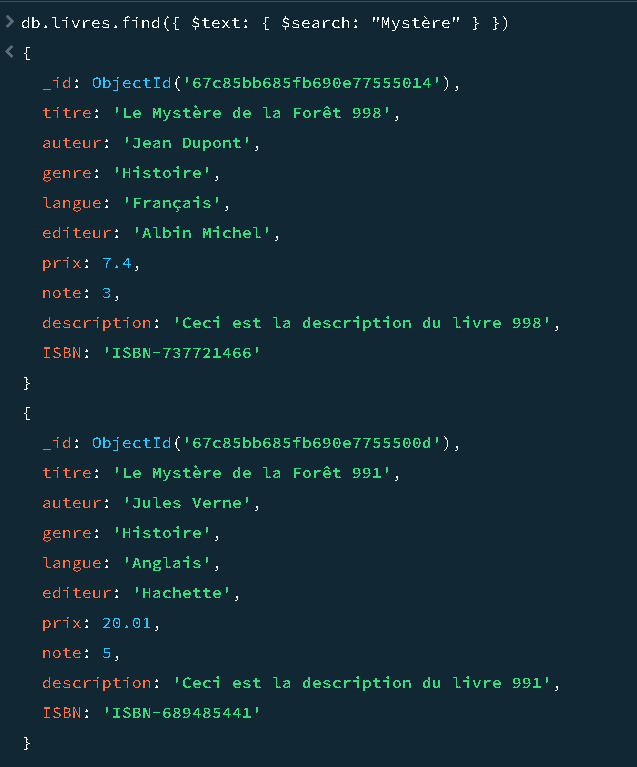 db.livres.find({ $text: { $search: "Mystère" } })
{
_id: ObjectId('67c85bb685fb690e77555014'),
titre: 'Le Mystère de la Forêt 998',
auteur: 'Jean Dupont',
genre: 'Histoire',
langue: 'Français',
editeur: 'Albin Michel',
prix: 7.4,
note: 3,
description: 'Ceci est la description du livre 998',
ISBN: 'ISBN-737721466'
}
{
_id: ObjectId('67c85bb685fb690e7755500d'),
titre: 'Le Mystère de la Forêt 991',
auteur: 'Jules Verne',
genre: 'Histoire',
langue: 'Anglais',
editeur: 'Hachette',
prix: 20.01,
note: 5,
description: 'Ceci est la description du livre 991',
ISBN: 'ISBN-689485441'
}